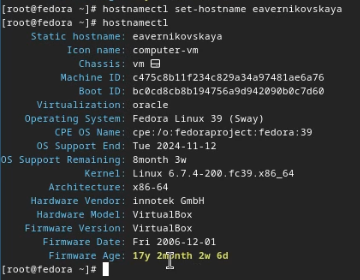 [root@fedora ~]# hostnamectl set-hostname eavernikovskaya
[root@fedora ~]# hostnamectl
Static hostname: eavernikovskaya
Icon name: computer-vm
Chassis: vm
Machine ID: c475c8b11f234c829a34a97481ae6a76
Boot ID: bc0cd8cb8b194756a9d942090b0c7d60
Virtualization: oracle
Operating System: Fedora Linux 39 (Sway)
CPE OS Name: cpe:/o:fedoraproject:fedora:39
OS Support End: Tue 2024-11-12
OS Support Remaining: 8month 3w
Kernel: Linux 6.7.4-200.fc39.x86_64
Architecture: x86-64
Hardware Vendor: innotek GmbH
Hardware Model: VirtualBox
Firmware Version: VirtualBox
Firmware Date: Fri 2006-12-01
Firmware Age: 17y 2month 2w 6d
[root@fedora ~]#